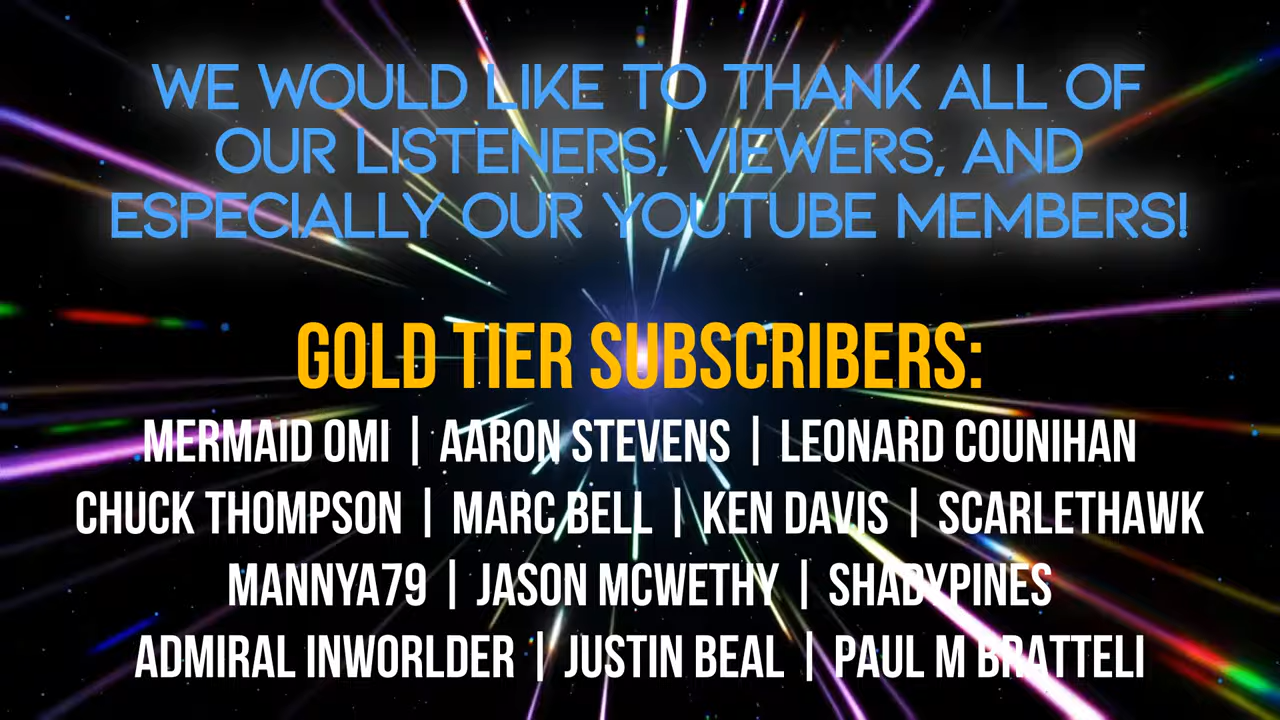 WE WOULD LIKE TO THANK ALL OF
OUR LISTENERS, VIEWERS, AND
ESPECIALLY OUR YOUTUBE MEMBERS!
GOLD TIER SUBSCRIBERS:
MERMAID OMI | AARON STEVENS | LEONARD COUNIHAN
CHUCK THOMPSON | MARC BELL | KEN DAVIS | SCARLETHAWK
MANNYA79 | JASON MCWETHY | SHADYPINES
ADMIRAL INWORLDER | JUSTIN BEAL | PAUL M BRATTELI